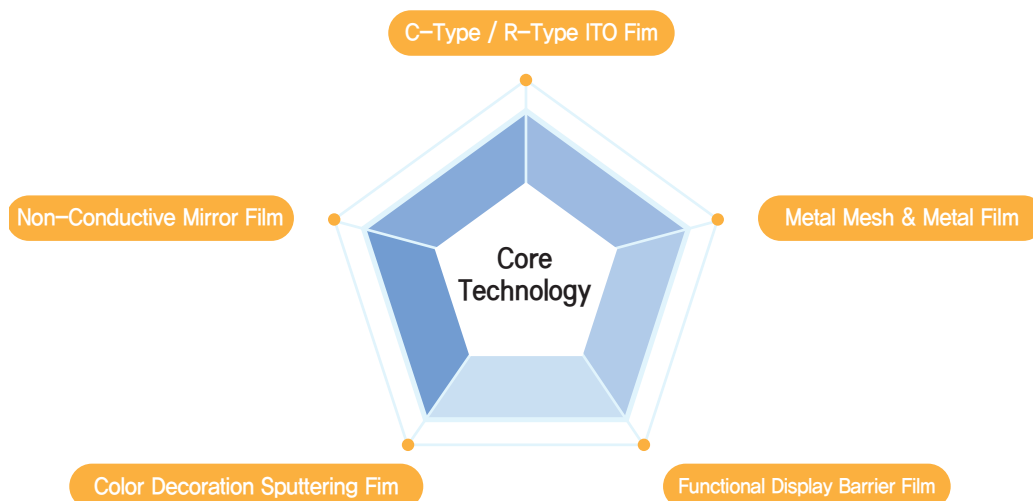 C-Type / R-Type ITO Fim
Non-Conductive Mirror Film
Metal Mesh & Metal Film
Core
Technology
Color Decoration Sputtering Fim
Functional Display Barrier Film